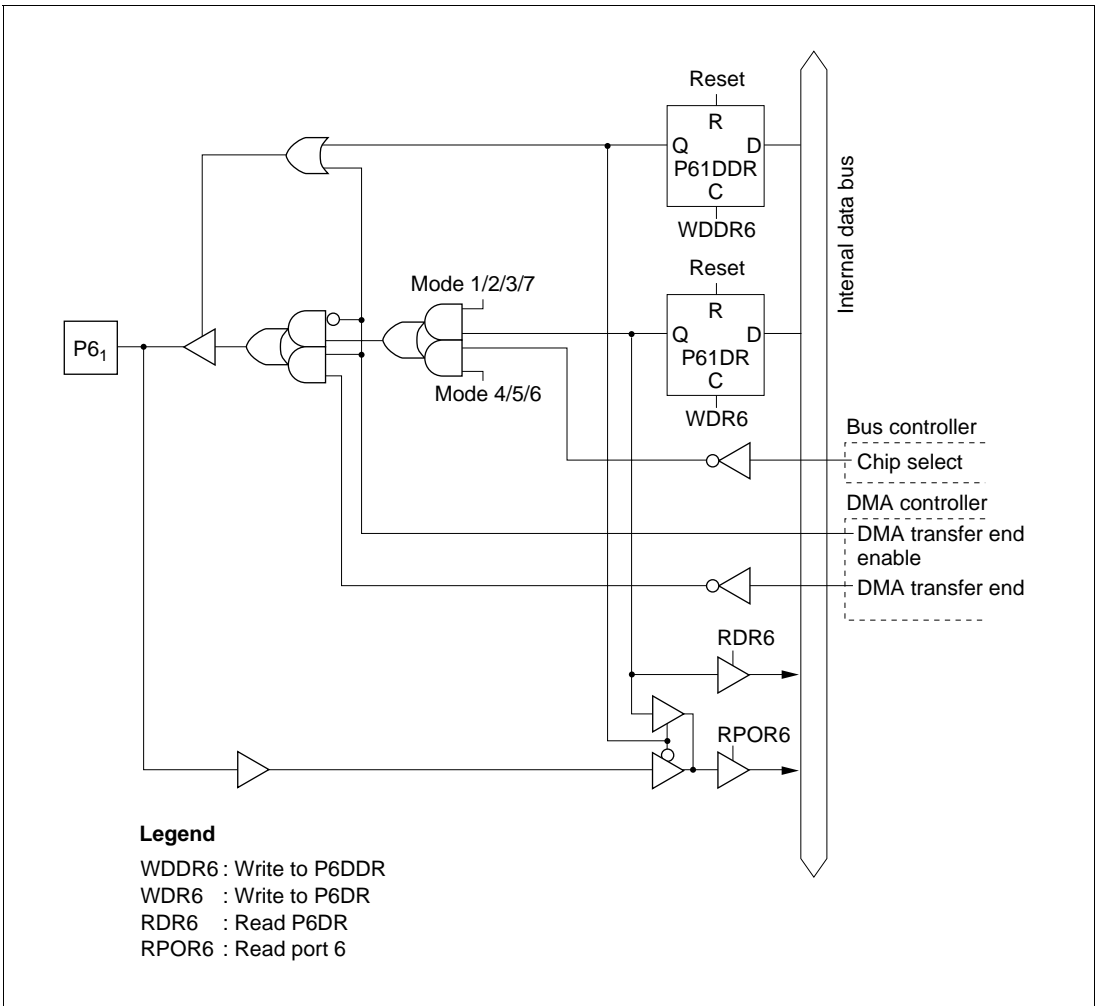 Reset
R
Q D
P61DDR
C
WDDR6
Internal data bus
Reset
Mode 1/2/3/7
R
Q D
P6₁
P61DR
C
Mode 4/5/6
WDR6
Bus controller
Chip select
DMA controller
DMA transfer end
enable
DMA transfer end
RDR6
RPOR6
Legend
WDDR6 : Write to P6DDR
WDR6 : Write to P6DR
RDR6 : Read P6DR
RPOR6 : Read port 6